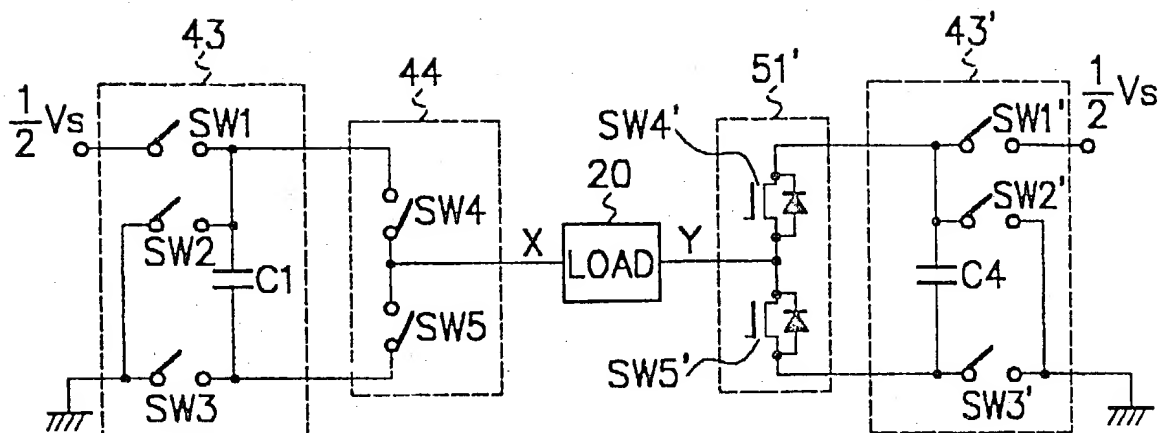 43
44
51'
43'
1/2 Vs
SW1
SW2
C1
SW3
SW4
SW5
X
20
LOAD
Y
SW4'
SW5'
C4
SW1'
SW2'
SW3'
1/2 Vs